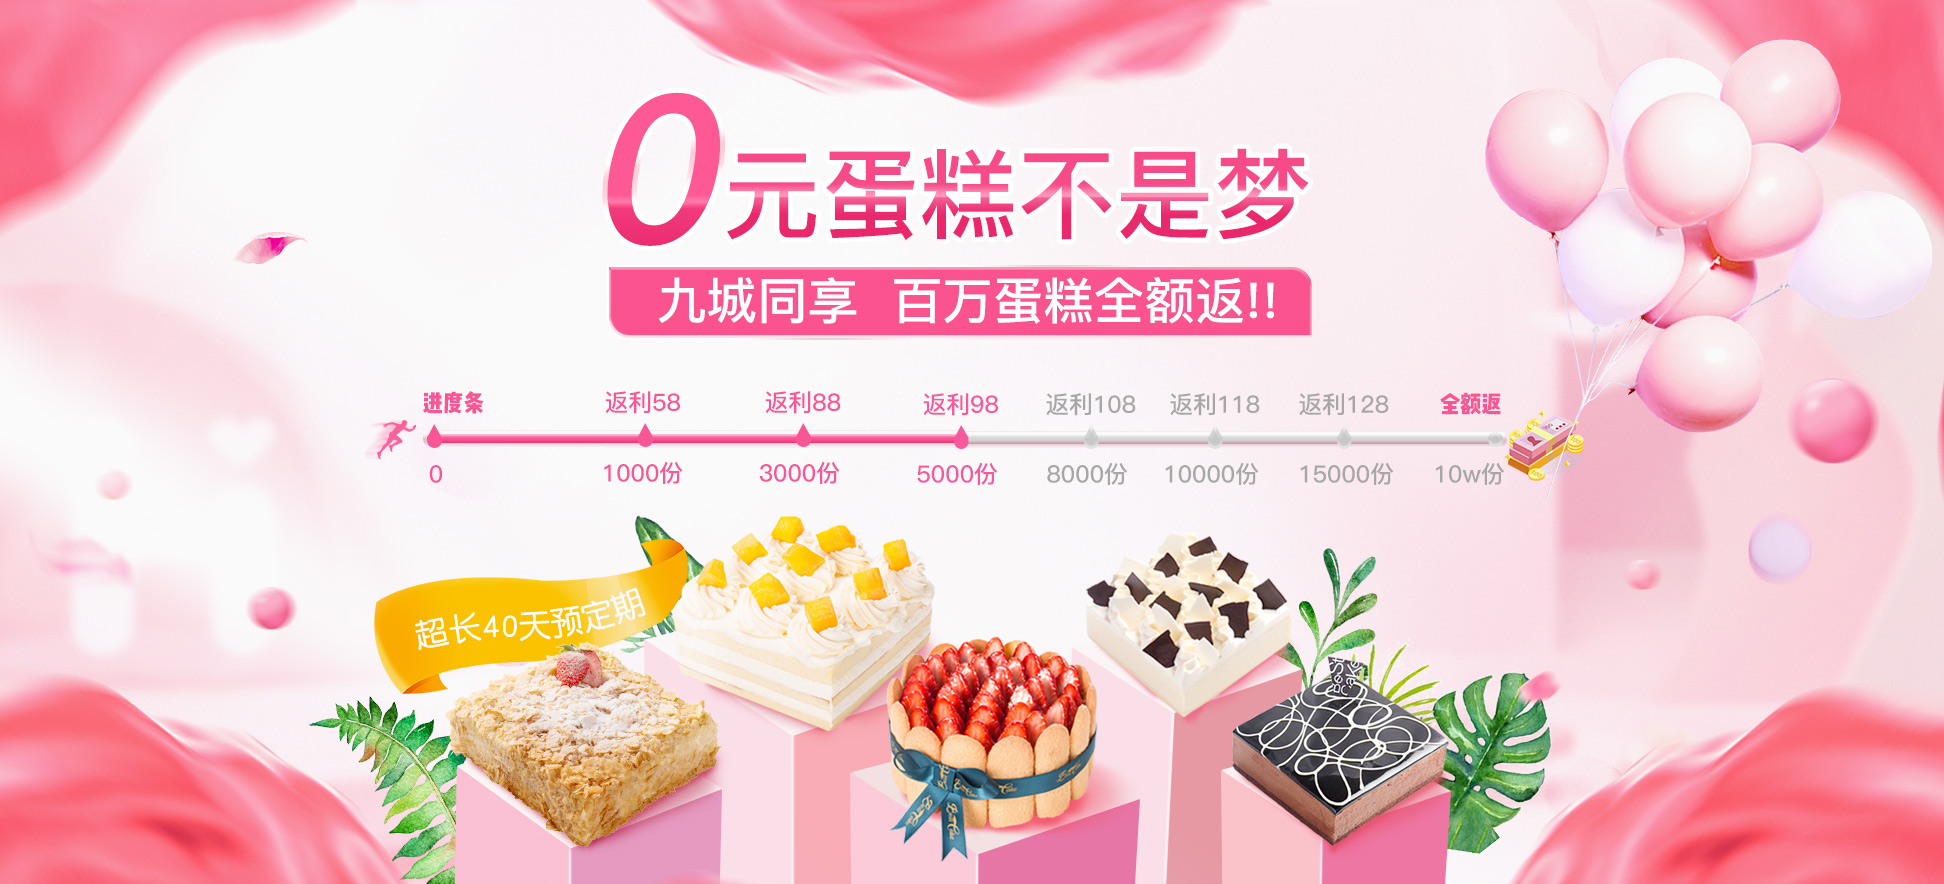 0元蛋糕不是梦
九城同享 百万蛋糕全额返!!
进度条 返利58 返利88 返利98 返利108 返利118 返利128 全额返
0 1000份 3000份 5000份 8000份 10000份 15000份 10w份
超长40天预定期